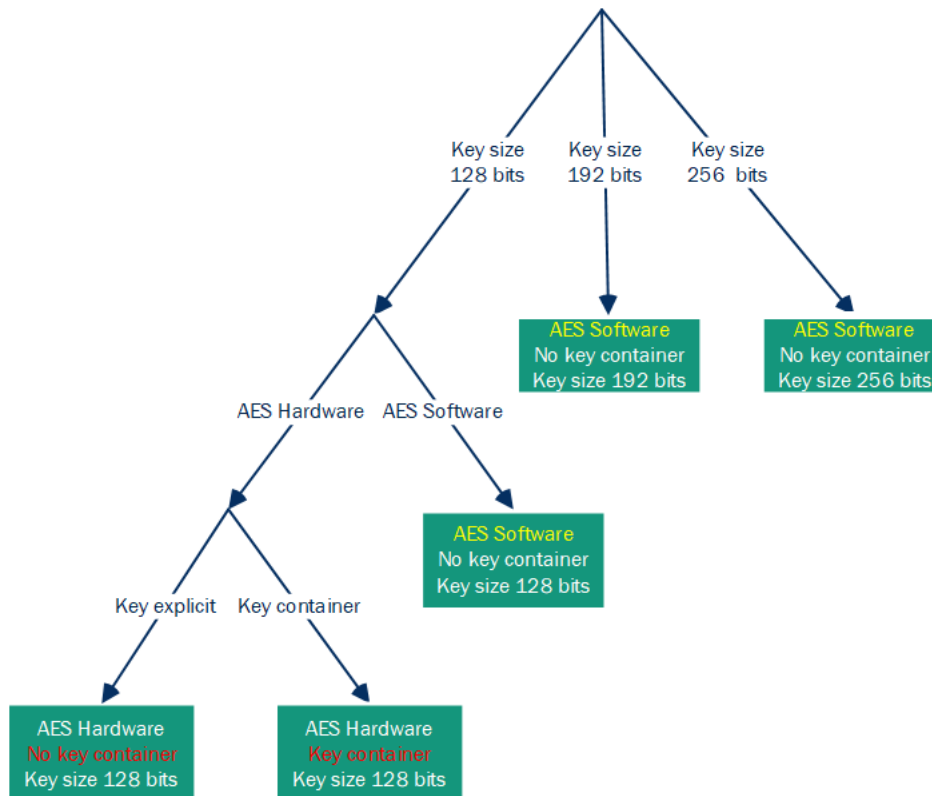 Key size
128 bits
Key size
192 bits
Key size
256 bits
AES Software
No key container
Key size 192 bits
AES Software
No key container
Key size 256 bits
AES Hardware
AES Software
AES Software
No key container
Key size 128 bits
Key explicit
Key container
AES Hardware
No key container
Key size 128 bits
AES Hardware
Key container
Key size 128 bits